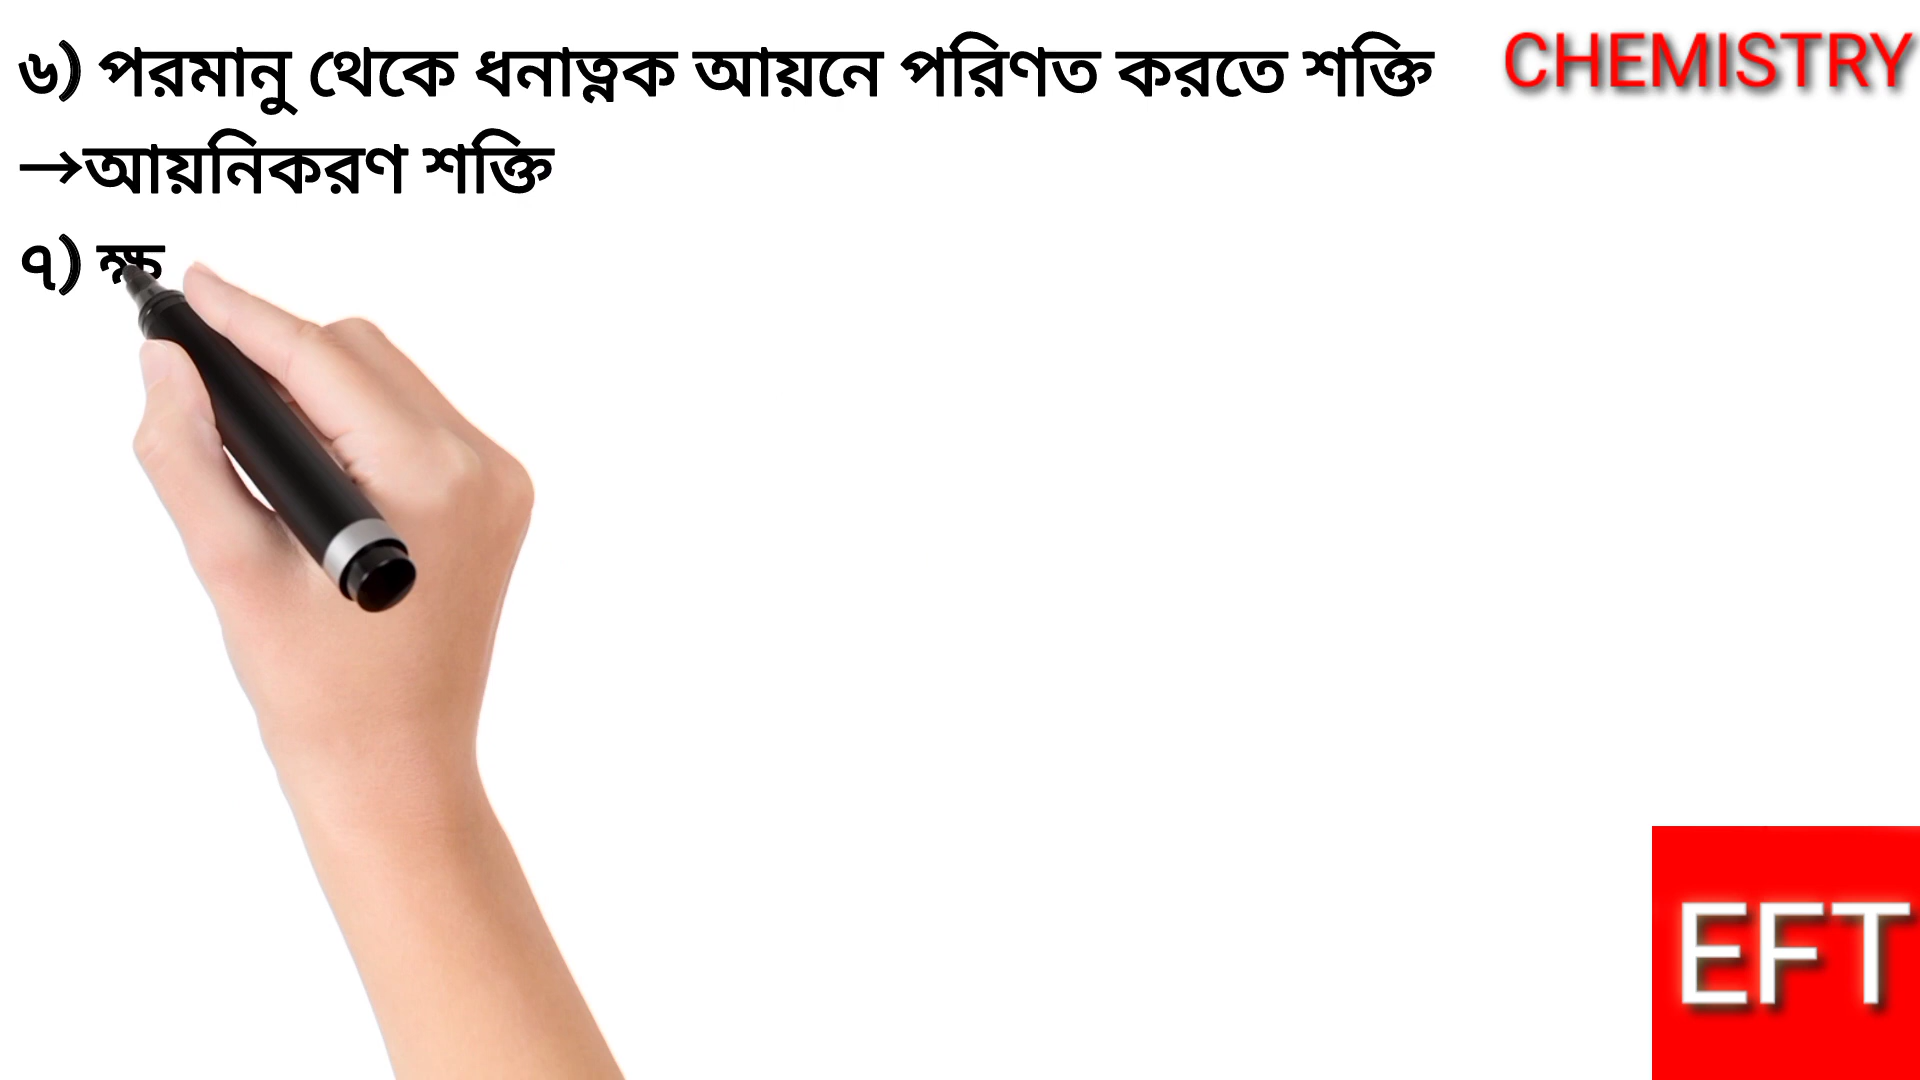 ৬) পরমানু থেকে ধনাত্নক আয়নে পরিণত করতে শক্তি
CHEMISTRY
→আয়নিকরণ শক্তি
৭) ক্ষ
EFT